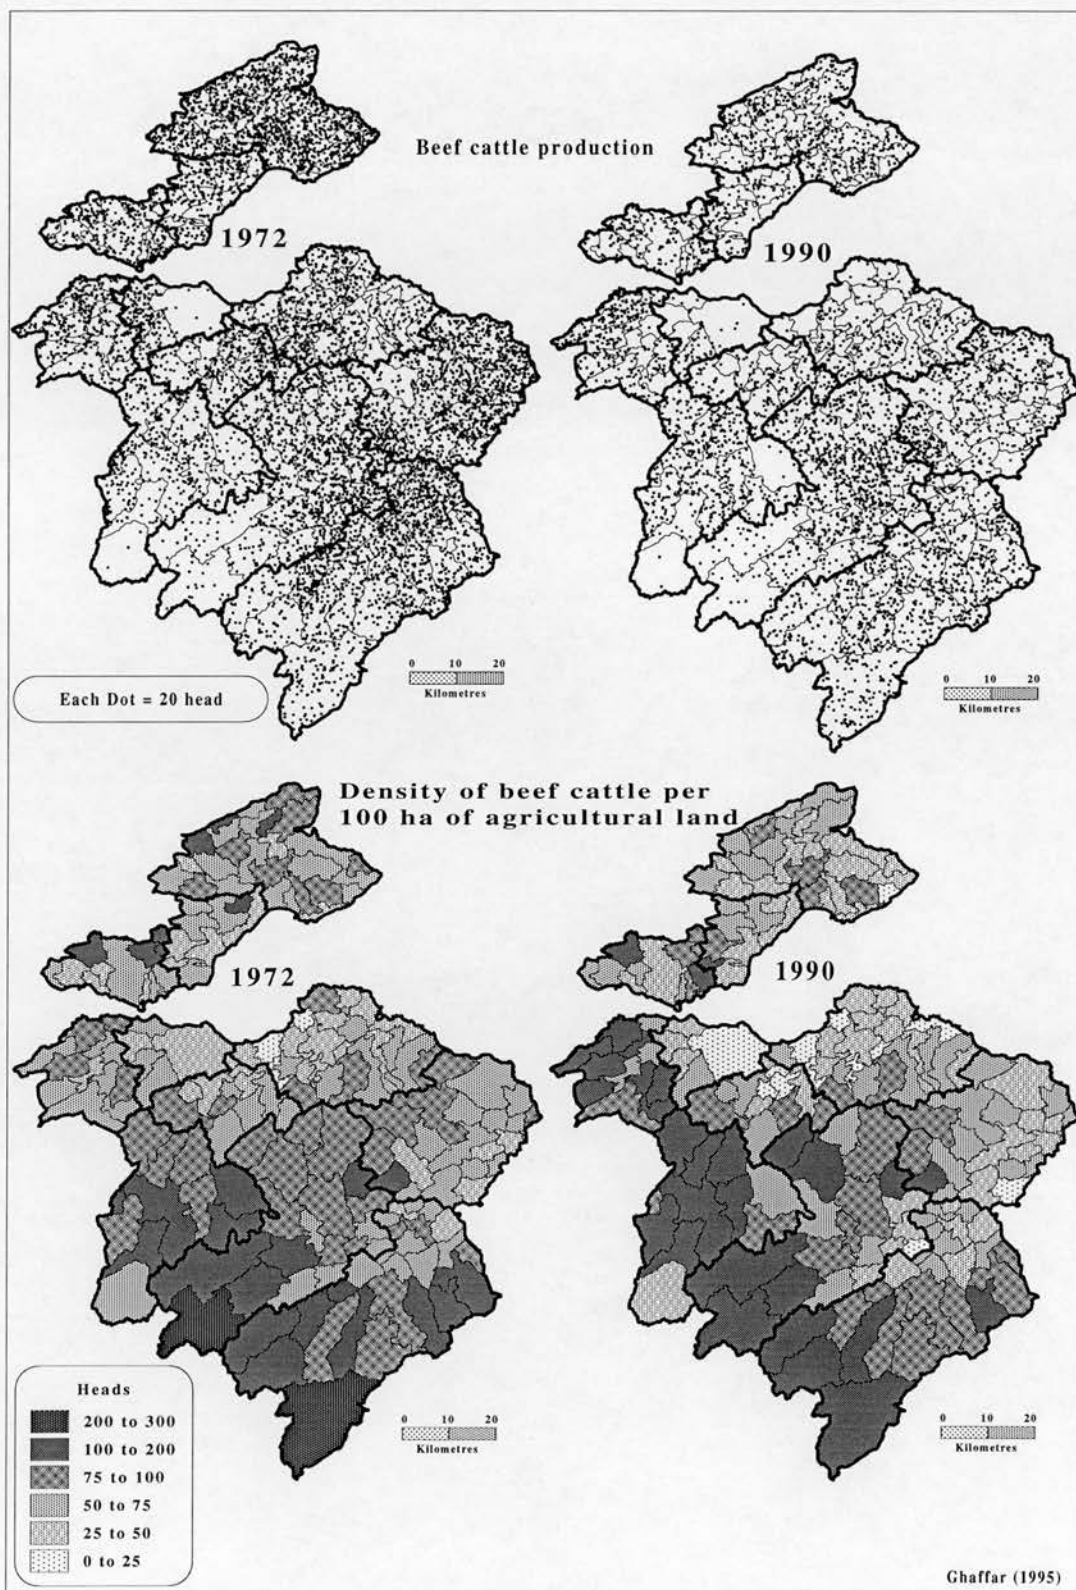 Beef cattle production
1972
1990
0 10 20
Kilometres
0 10 20
Kilometres
Each Dot = 20 head
Density of beef cattle per
100 ha of agricultural land
1972
1990
Heads
200 to 300
100 to 200
75 to 100
50 to 75
25 to 50
0 to 25
0 10 20
Kilometres
0 10 20
Kilometres
Ghaffar (1995)